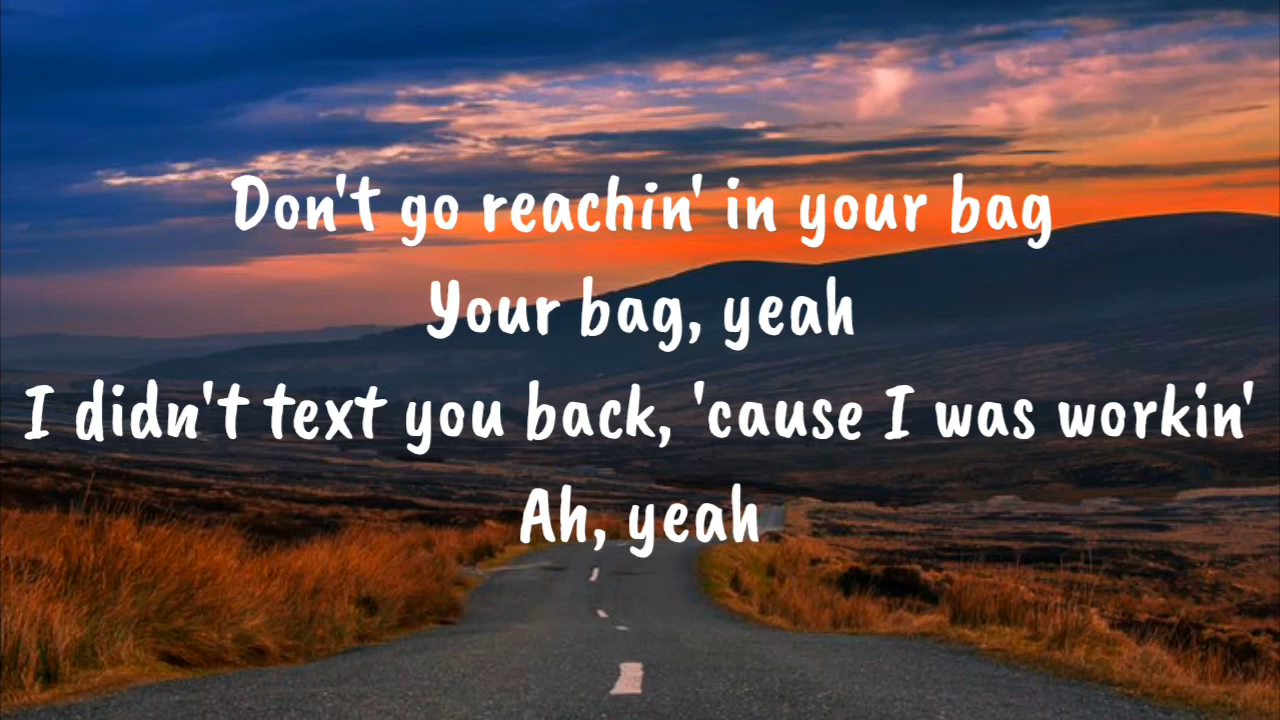 Don't go reachin' in your bag
Your bag, yeah
I didn't text you back, 'cause I was workin'
Ah, yeah